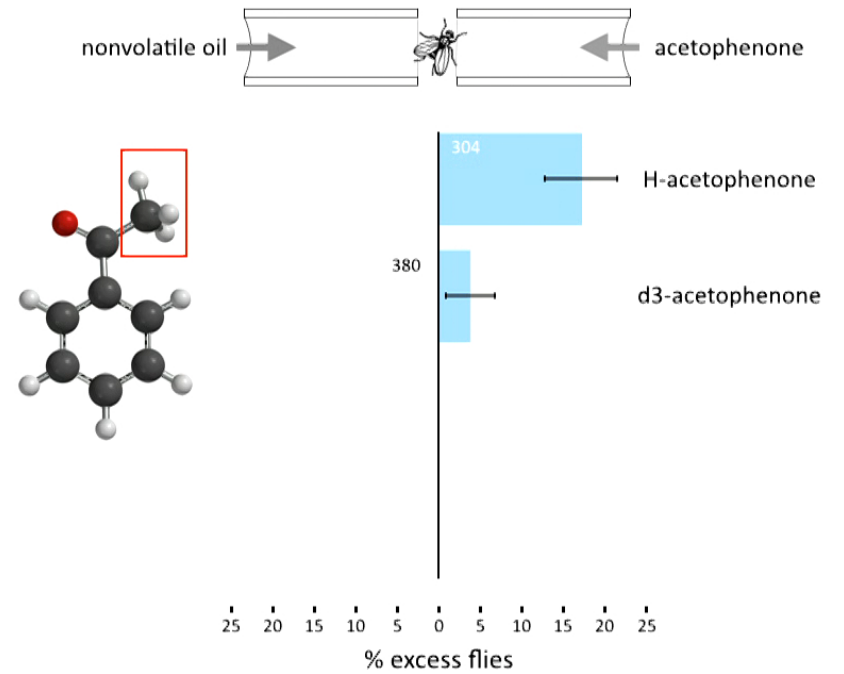 nonvolatile oil
acetophenone
304
H-acetophenone
380
d3-acetophenone
25 20 15 10 5 0 5 10 15 20 25
% excess flies